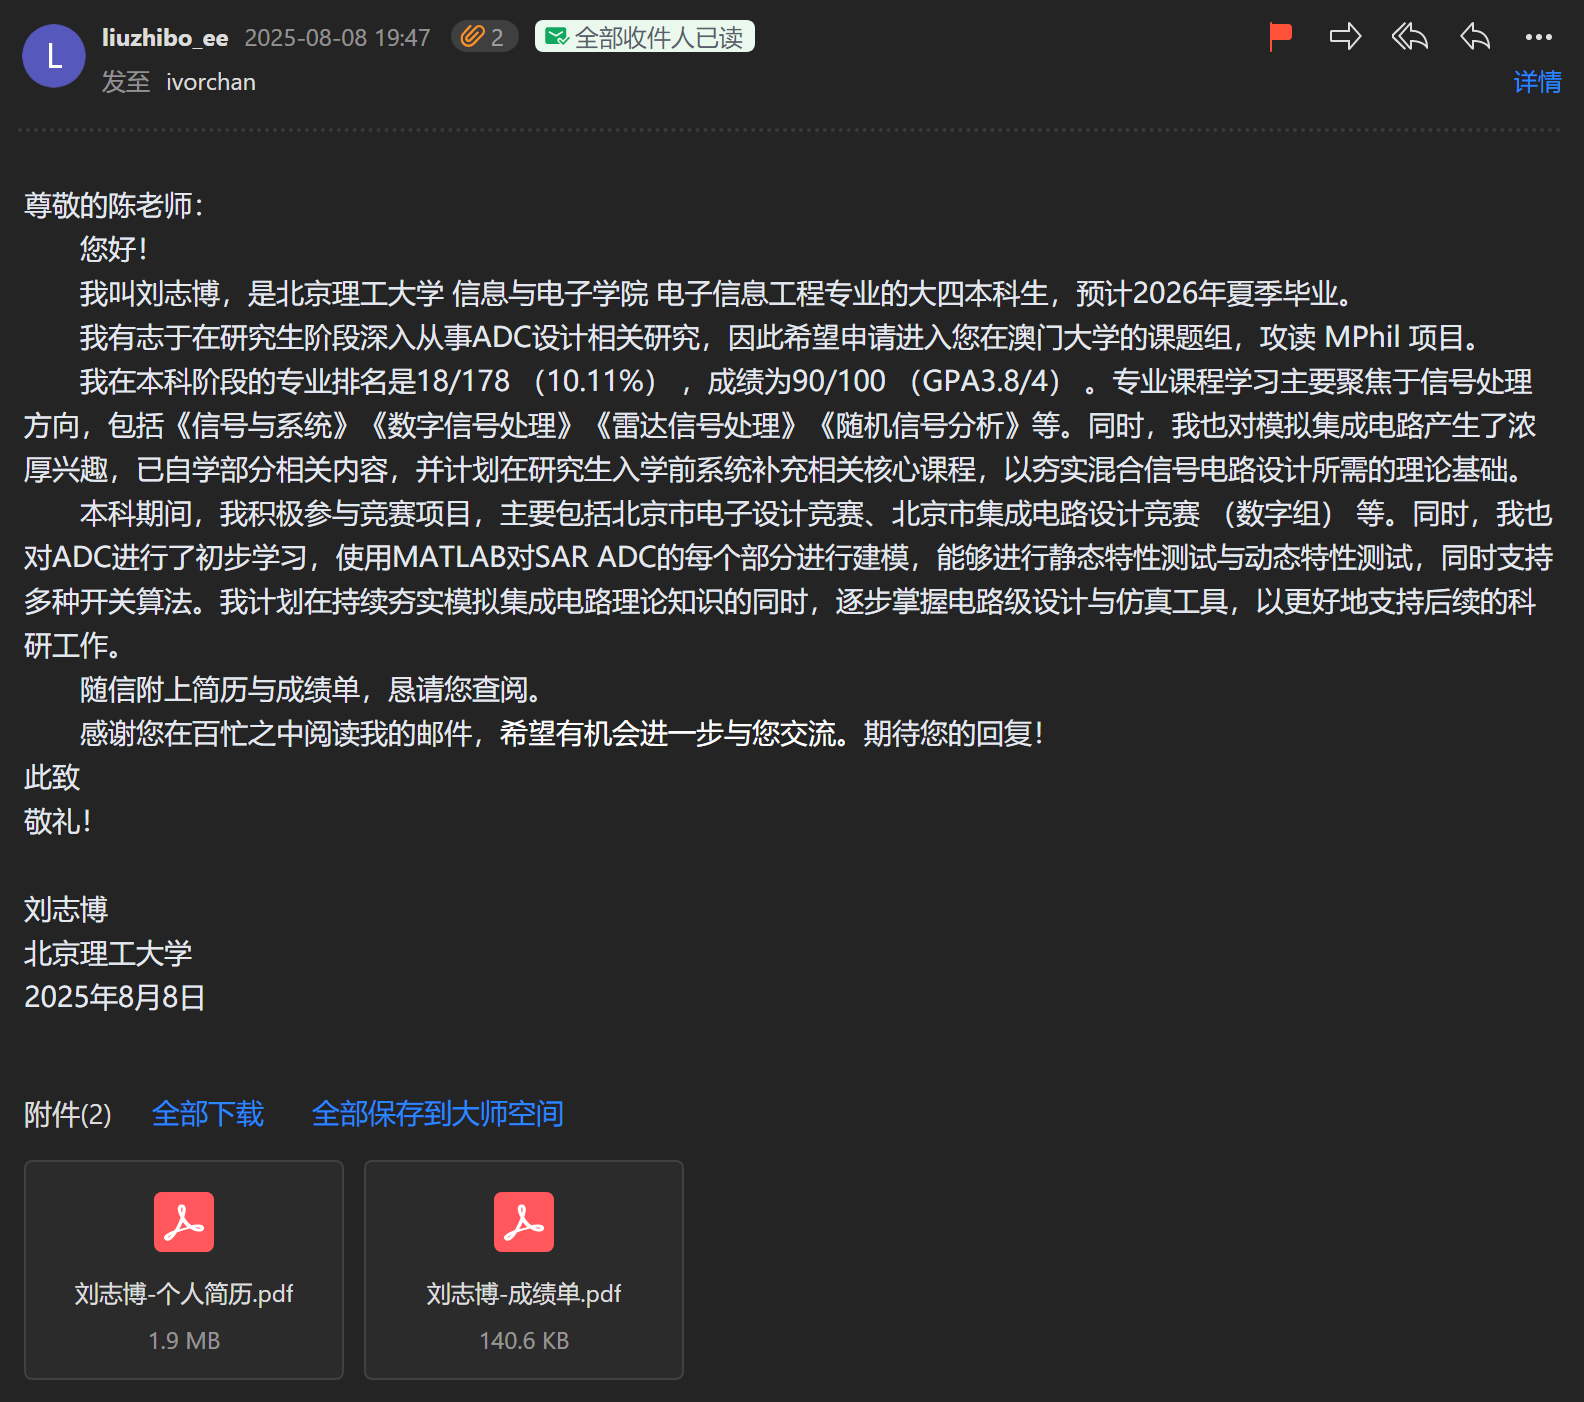 L
liuzhibo_ee 2025-08-08 19:47 2 全部收件人已读
发至 ivorchan
详情
尊敬的陈老师：
您好！
我叫刘志博，是北京理工大学 信息与电子学院 电子信息工程专业的大四本科生，预计2026年夏季毕业。
我有志于在研究生阶段深入从事ADC设计相关研究，因此希望申请进入您在澳门大学的课题组，攻读 MPhil 项目。
我在本科阶段的专业排名是18/178 （10.11%） ，成绩为90/100 （GPA3.8/4） 。专业课程学习主要聚焦于信号处理
方向，包括《信号与系统》《数字信号处理》《雷达信号处理》《随机信号分析》等。同时，我也对模拟集成电路产生了浓
厚兴趣，已自学部分相关内容，并计划在研究生入学前系统补充相关核心课程，以夯实混合信号电路设计所需的理论基础。
本科期间，我积极参与竞赛项目，主要包括北京市电子设计竞赛、北京市集成电路设计竞赛 （数字组） 等。同时，我也
对ADC进行了初步学习，使用MATLAB对SAR ADC的每个部分进行建模，能够进行静态特性测试与动态特性测试，同时支持
多种开关算法。我计划在持续夯实模拟集成电路理论知识的同时，逐步掌握电路级设计与仿真工具，以更好地支持后续的科
研工作。
随信附上简历与成绩单，恳请您查阅。
感谢您在百忙之中阅读我的邮件，希望有机会进一步与您交流。期待您的回复！
此致
敬礼！
刘志博
北京理工大学
2025年8月8日
附件(2) 全部下载 全部保存到大师空间
刘志博-个人简历.pdf
1.9 MB
刘志博-成绩单.pdf
140.6 KB